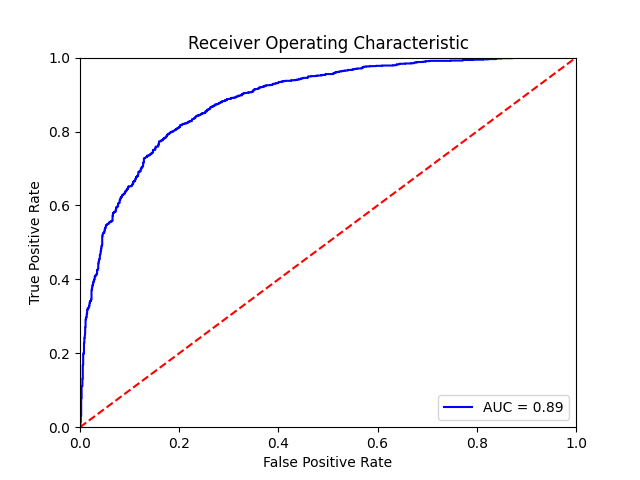 Receiver Operating Characteristic
1.0
0.8
0.6
0.4
0.2
0.0
True Positive Rate
AUC = 0.89
0.0 0.2 0.4 0.6 0.8 1.0
False Positive Rate